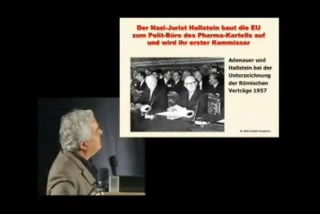 Der Nazi-Jurist Hallstein baut die EU
zum Polit-Büro des Pharma-Kartells auf
und wird ihr erster Kommissar
Adenauer und
Hallstein bei der
Unterzeichnung
der Römischen
Verträge 1957